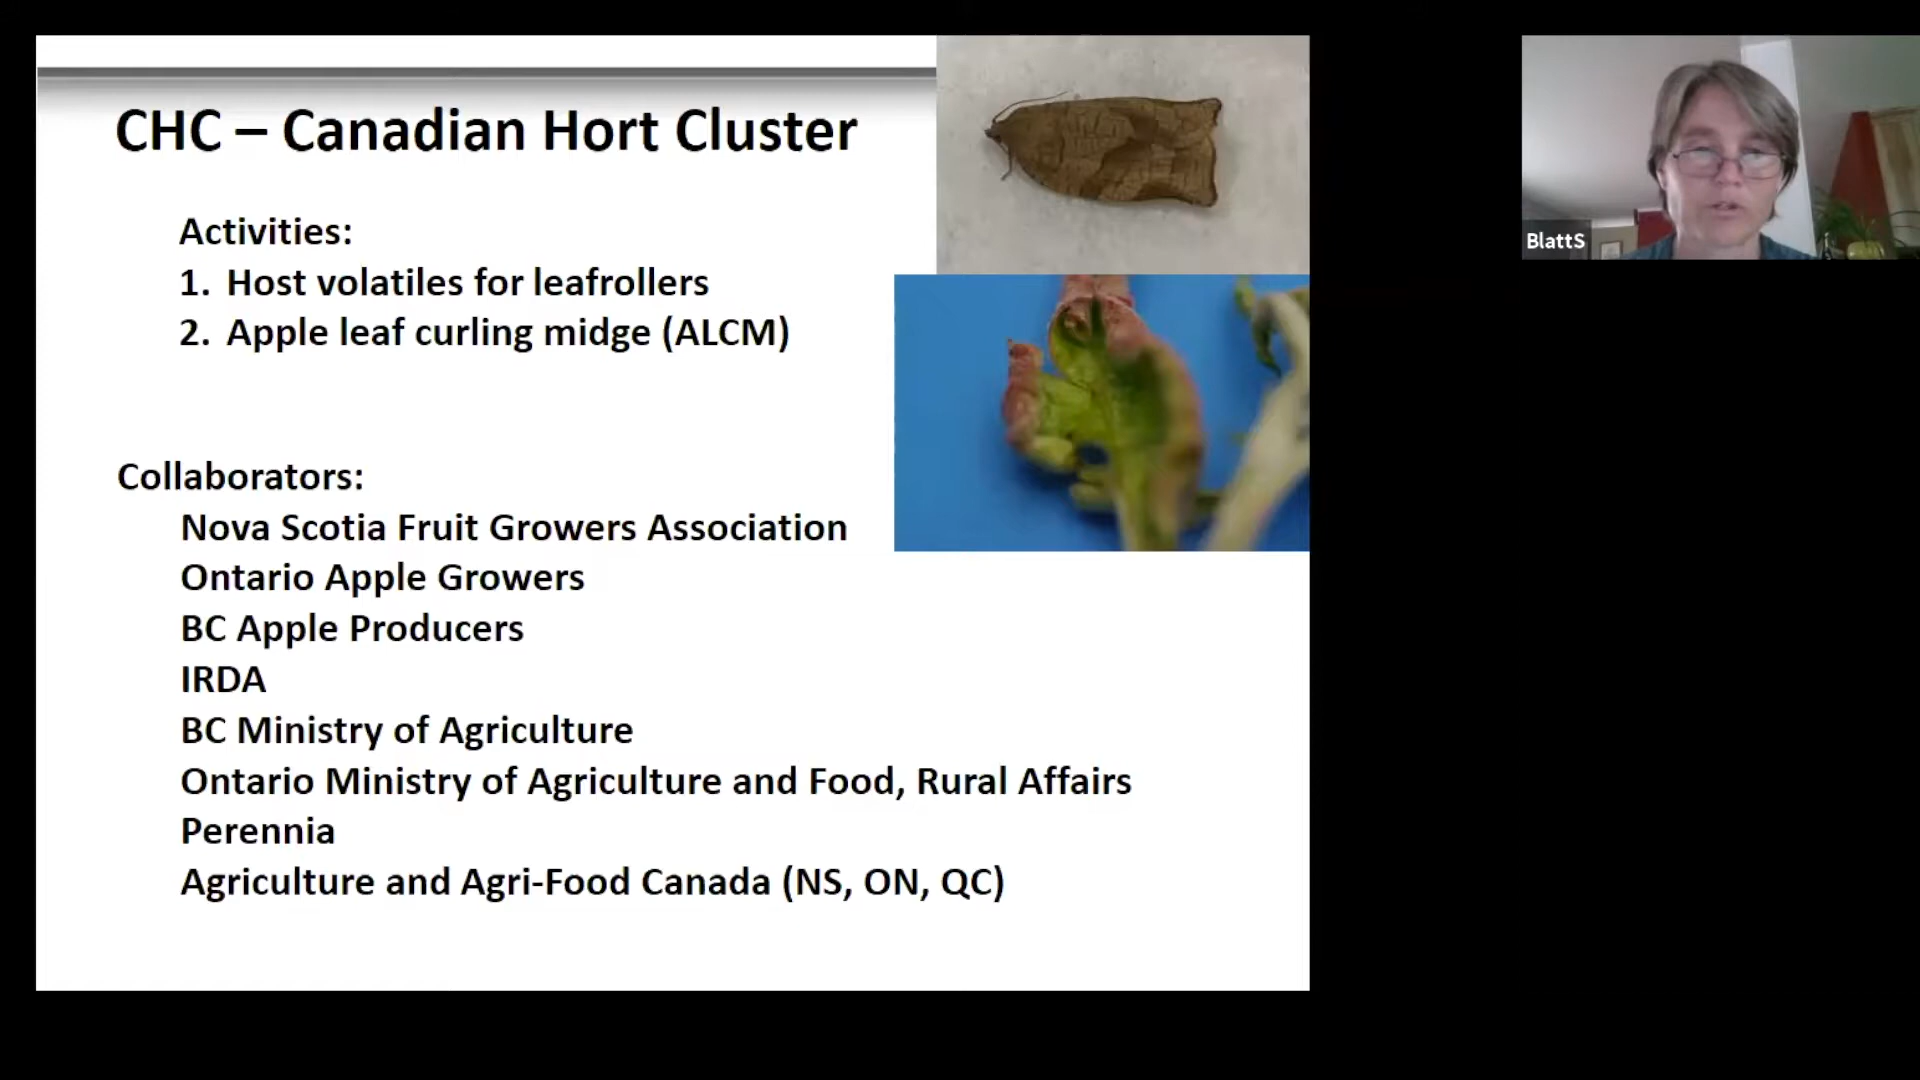 CHC – Canadian Hort Cluster
Activities:
1. Host volatiles for leafrollers
2. Apple leaf curling midge (ALCM)
Collaborators:
Nova Scotia Fruit Growers Association
Ontario Apple Growers
BC Apple Producers
IRDA
BC Ministry of Agriculture
Ontario Ministry of Agriculture and Food, Rural Affairs
Perennia
Agriculture and Agri-Food Canada (NS, ON, QC)
BlattS